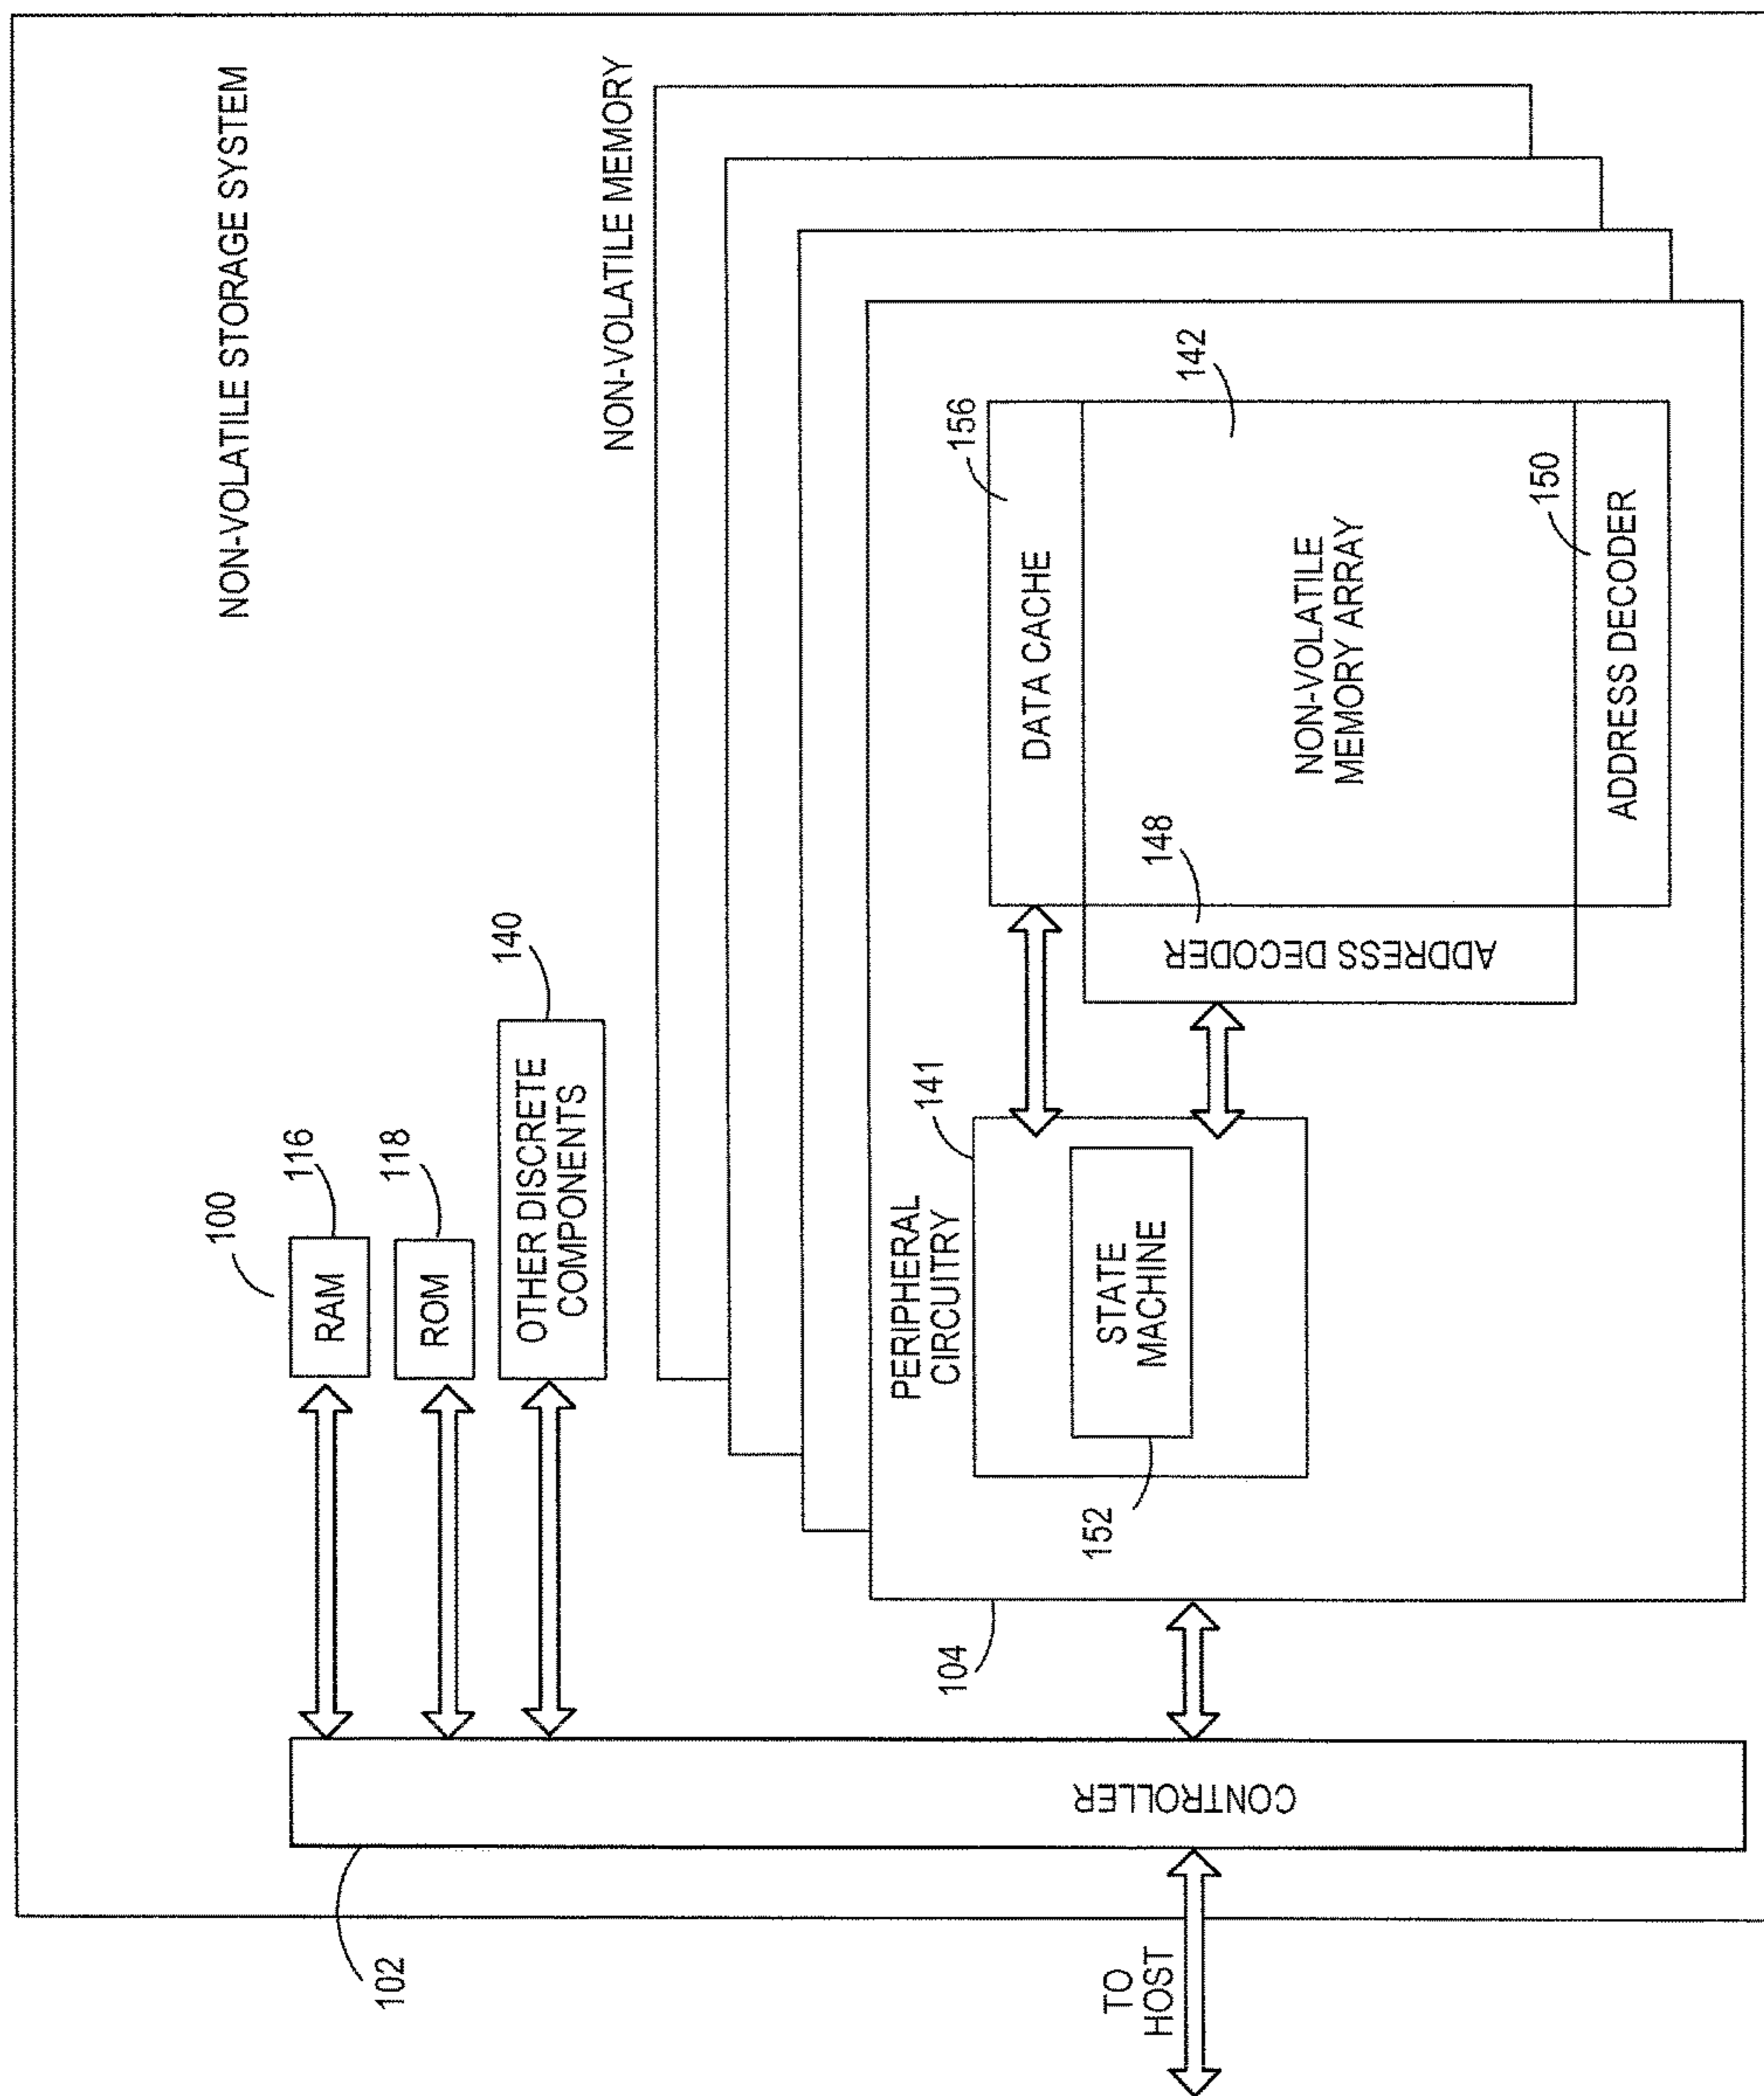 NON-VOLATILE STORAGE SYSTEM
100
RAM
116
ROM
118
OTHER DISCRETE
COMPONENTS
140
NON-VOLATILE MEMORY
102
CONTROLLER
TO
HOST
104
PERIPHERAL
CIRCUITRY
141
STATE
MACHINE
152
DATA CACHE
156
ADDRESS DECODER
148
NON-VOLATILE
MEMORY ARRAY
142
ADDRESS DECODER
150